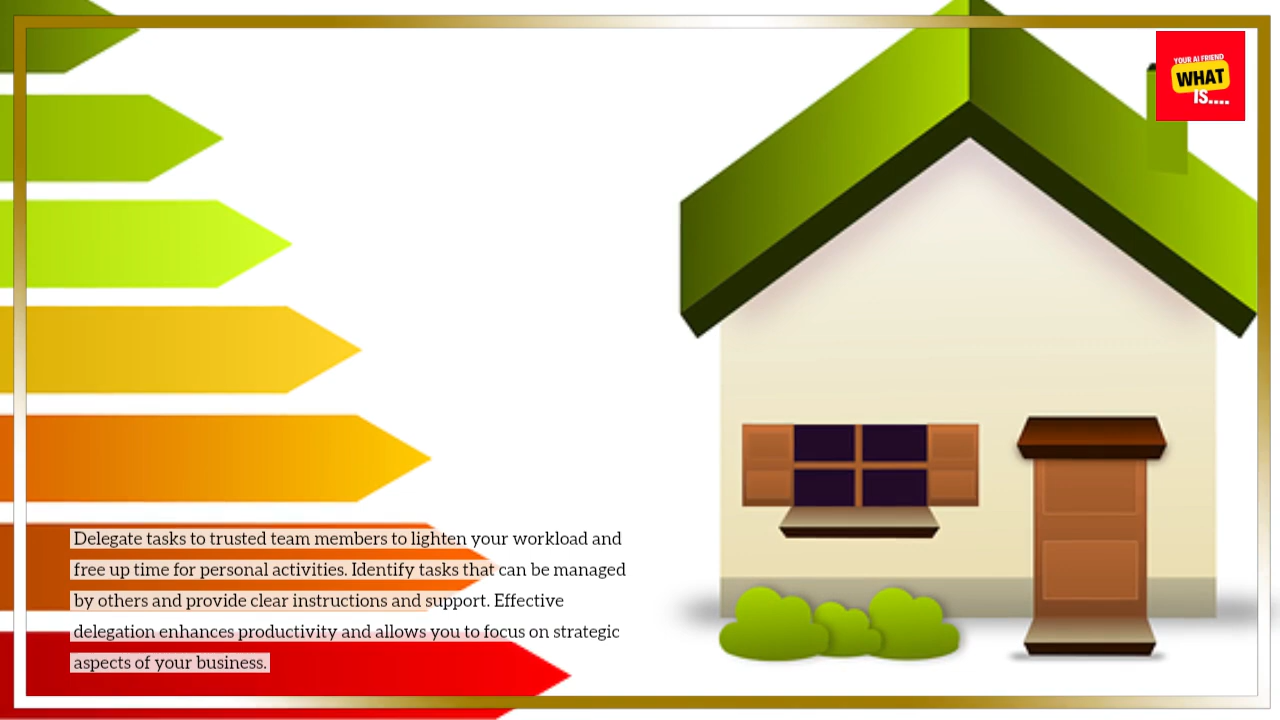 YOUR AI FRIEND
WHAT
IS....
Delegate tasks to trusted team members to lighten your workload and
free up time for personal activities. Identify tasks that can be managed
by others and provide clear instructions and support. Effective
delegation enhances productivity and allows you to focus on strategic
aspects of your business.